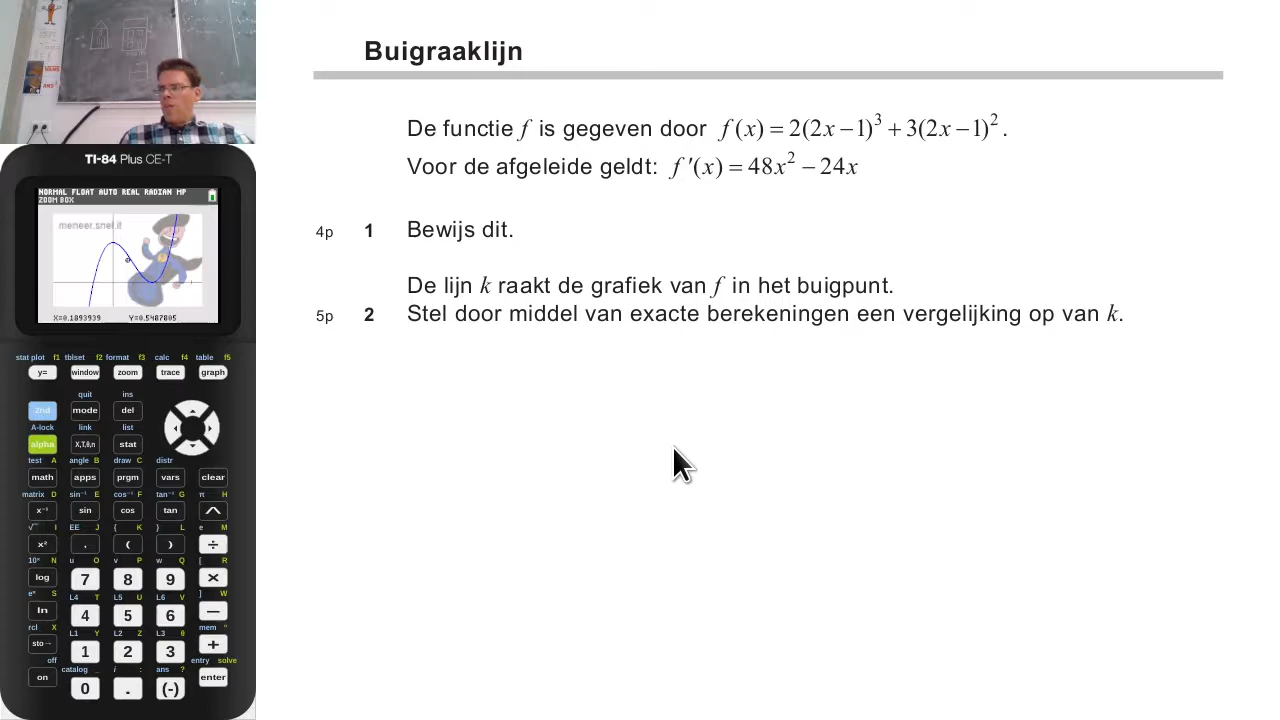 Buigraaklijn
De functie f is gegeven door f(x) = 2(2x − 1)³ + 3(2x − 1)².
Voor de afgeleide geldt: f ′(x) = 48x² − 24x
4p 1 Bewijs dit.
De lijn k raakt de grafiek van f in het buigpunt.
5p 2 Stel door middel van exacte berekeningen een vergelijking op van k.
TI-84 Plus CE-T
NORMAL FLOAT AUTO REAL RADIAN MP
ZOOM BOX
meneer.snel.it
X=0.1893939 Y=0.5487805
stat plot f1 tblset f2 format f3 calc f4 table f5
y= window zoom trace graph
quit ins
2nd mode del
A-lock link list
alpha X,T,θ,n stat
test A angle B draw C distr
math apps prgm vars clear
matrix D sin⁻¹ E cos⁻¹ F tan⁻¹ G π H
x⁻¹ sin cos tan ^
√‾ I EE J { K } L e M
x² , ( ) ÷
10ˣ N u O v P w Q [ R
log 7 8 9 ×
eˣ S L4 T L5 U L6 V ] W
ln 4 5 6 −
rcl X L1 Y L2 Z L3 θ mem "
sto→ 1 2 3 +
off catalog _ i : ans ? entry solve
on 0 . (-) enter